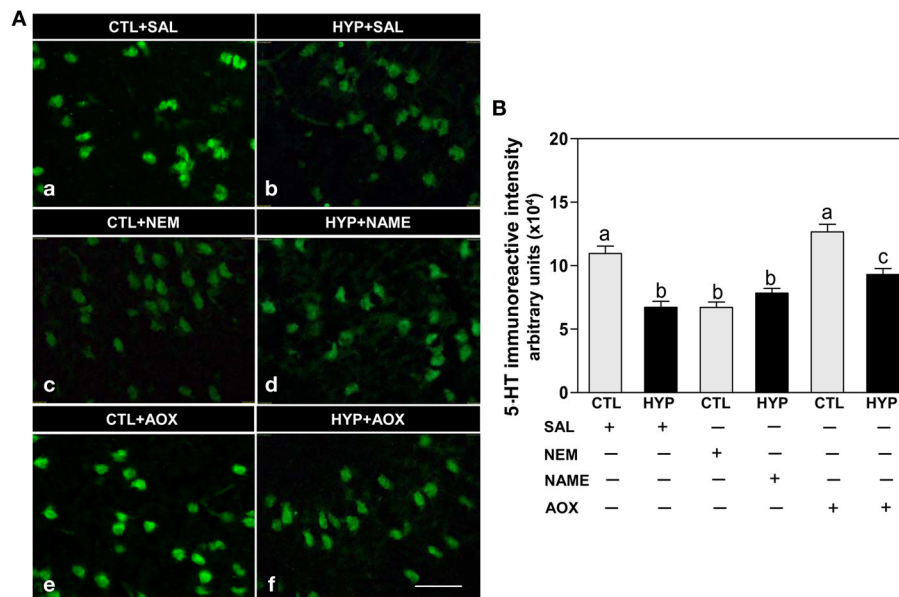 A
CTL+SAL HYP+SAL
a b
CTL+NEM HYP+NAME
c d
CTL+AOX HYP+AOX
e f
B
5-HT immunoreactive intensity
arbitrary units (x10⁴)
20
15
10
5
0
a b b b a c
CTL HYP CTL HYP CTL HYP
SAL + + — — — —
NEM — — + — — —
NAME — — — + — —
AOX — — — — + +